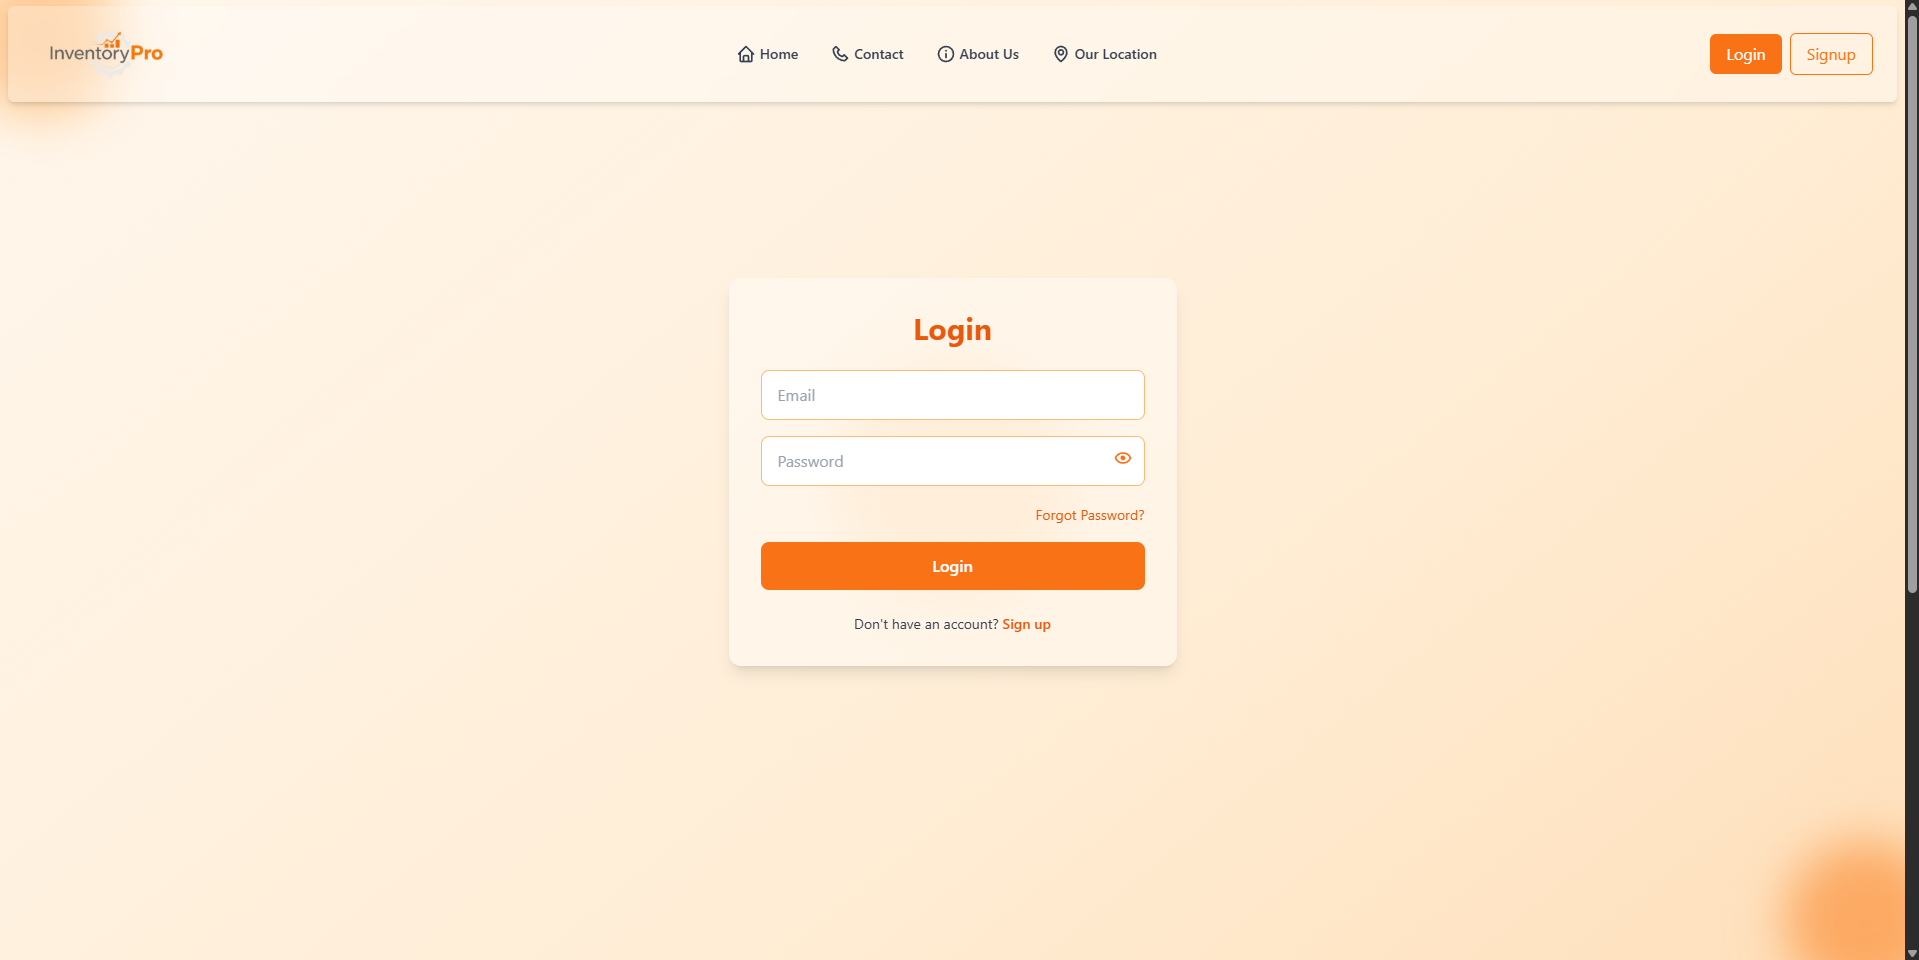 InventoryPro
Home
Contact
About Us
Our Location
Login
Signup
Login
Email
Password
Forgot Password?
Login
Don't have an account? Sign up